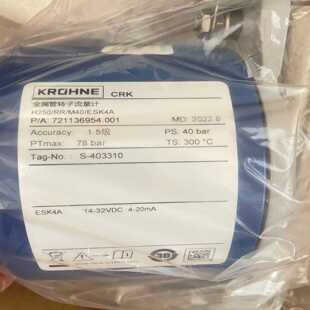 KROHNE CRK
金属管转子流量计
H250/RR/M40/ESK4A
P/A: 721136954.001 MD: 2022.8
Accuracy: 1.5级 PS: 40 bar
PTmax: 78 bar TS: 300 °C
Tag-No.: S-403310
ESK4A 14-32VDC 4-20mA